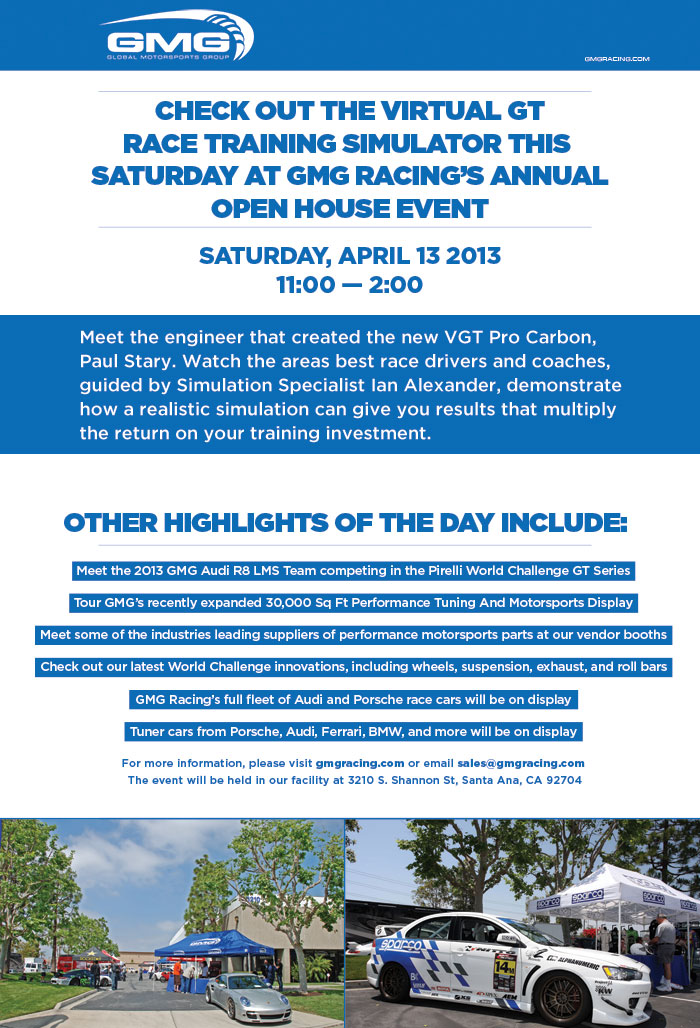 GMG
GLOBAL MOTORSPORTS GROUP
GMGRACING.COM
CHECK OUT THE VIRTUAL GT
RACE TRAINING SIMULATOR THIS
SATURDAY AT GMG RACING'S ANNUAL
OPEN HOUSE EVENT
SATURDAY, APRIL 13 2013
11:00 — 2:00
Meet the engineer that created the new VGT Pro Carbon,
Paul Stary. Watch the areas best race drivers and coaches,
guided by Simulation Specialist Ian Alexander, demonstrate
how a realistic simulation can give you results that multiply
the return on your training investment.
OTHER HIGHLIGHTS OF THE DAY INCLUDE:
Meet the 2013 GMG Audi R8 LMS Team competing in the Pirelli World Challenge GT Series
Tour GMG's recently expanded 30,000 Sq Ft Performance Tuning And Motorsports Display
Meet some of the industries leading suppliers of performance motorsports parts at our vendor booths
Check out our latest World Challenge innovations, including wheels, suspension, exhaust, and roll bars
GMG Racing's full fleet of Audi and Porsche race cars will be on display
Tuner cars from Porsche, Audi, Ferrari, BMW, and more will be on display
For more information, please visit gmgracing.com or email sales@gmgracing.com
The event will be held in our facility at 3210 S. Shannon St, Santa Ana, CA 92704
GMG
sparco
sparco
sparco
sparco
NITTO
ALPHANUMERIC
KW